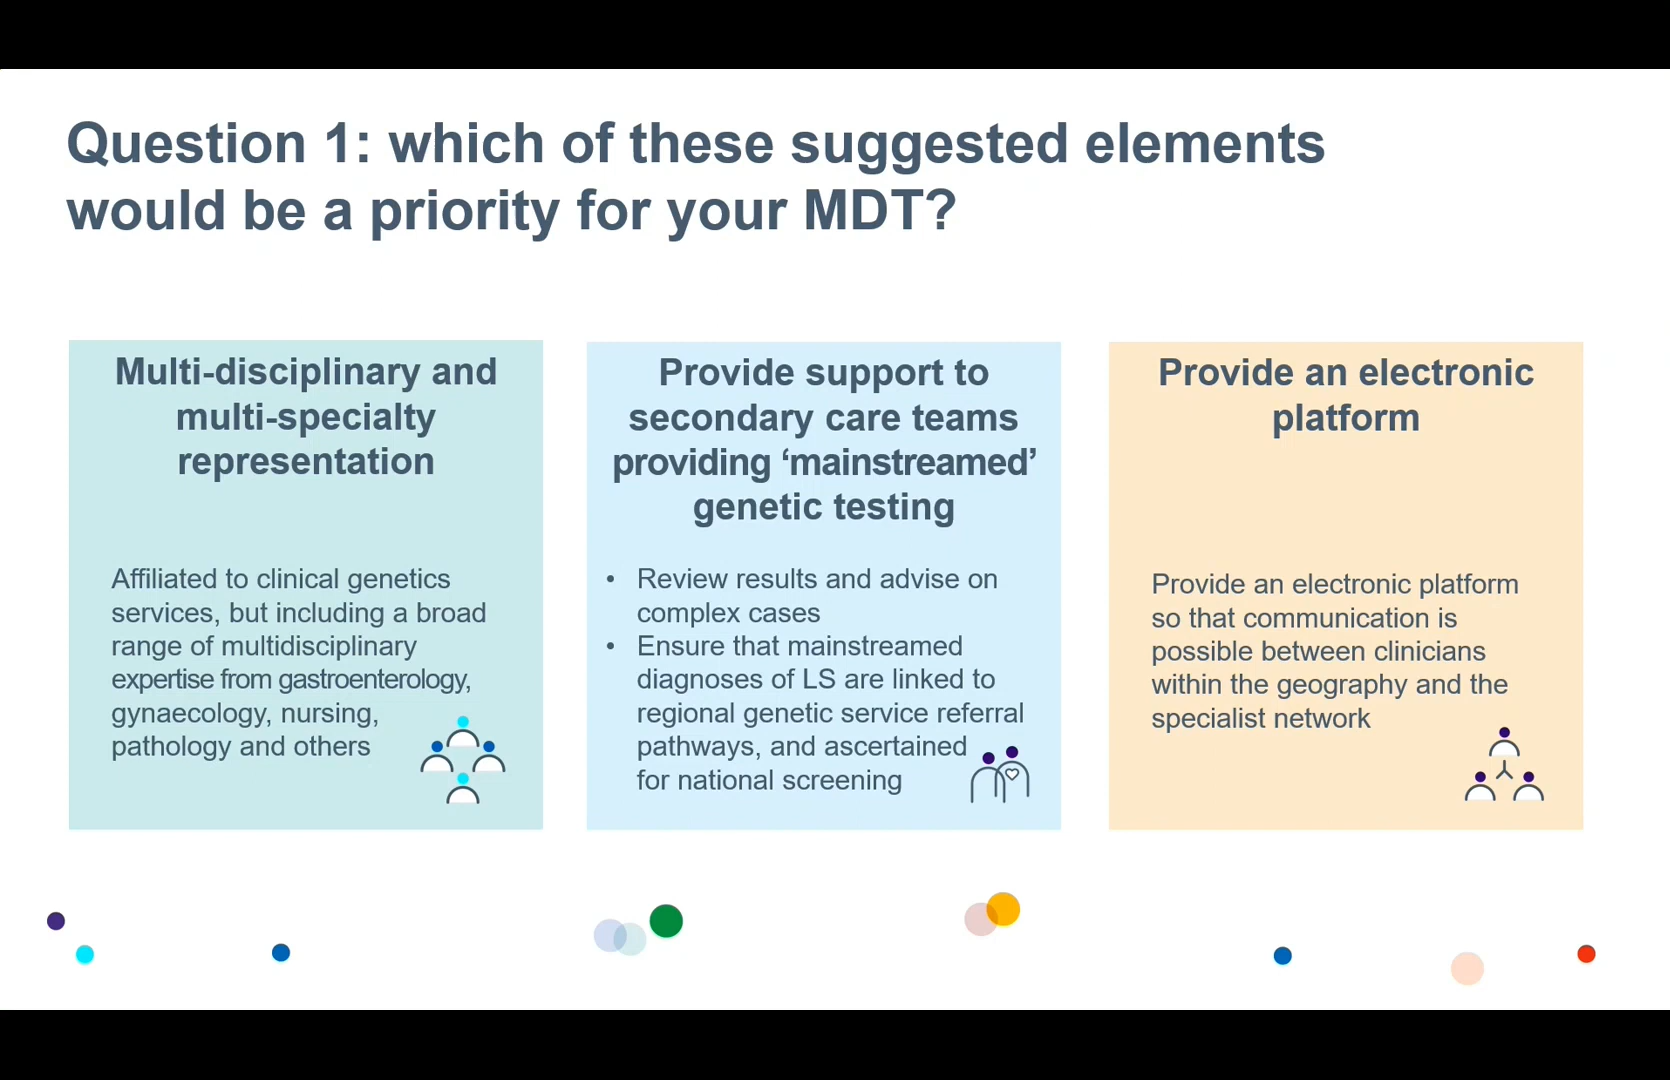 Question 1: which of these suggested elements
would be a priority for your MDT?
Multi-disciplinary and
multi-specialty
representation
Affiliated to clinical genetics
services, but including a broad
range of multidisciplinary
expertise from gastroenterology,
gynaecology, nursing,
pathology and others
Provide support to
secondary care teams
providing ‘mainstreamed’
genetic testing
• Review results and advise on
complex cases
• Ensure that mainstreamed
diagnoses of LS are linked to
regional genetic service referral
pathways, and ascertained
for national screening
Provide an electronic
platform
Provide an electronic platform
so that communication is
possible between clinicians
within the geography and the
specialist network